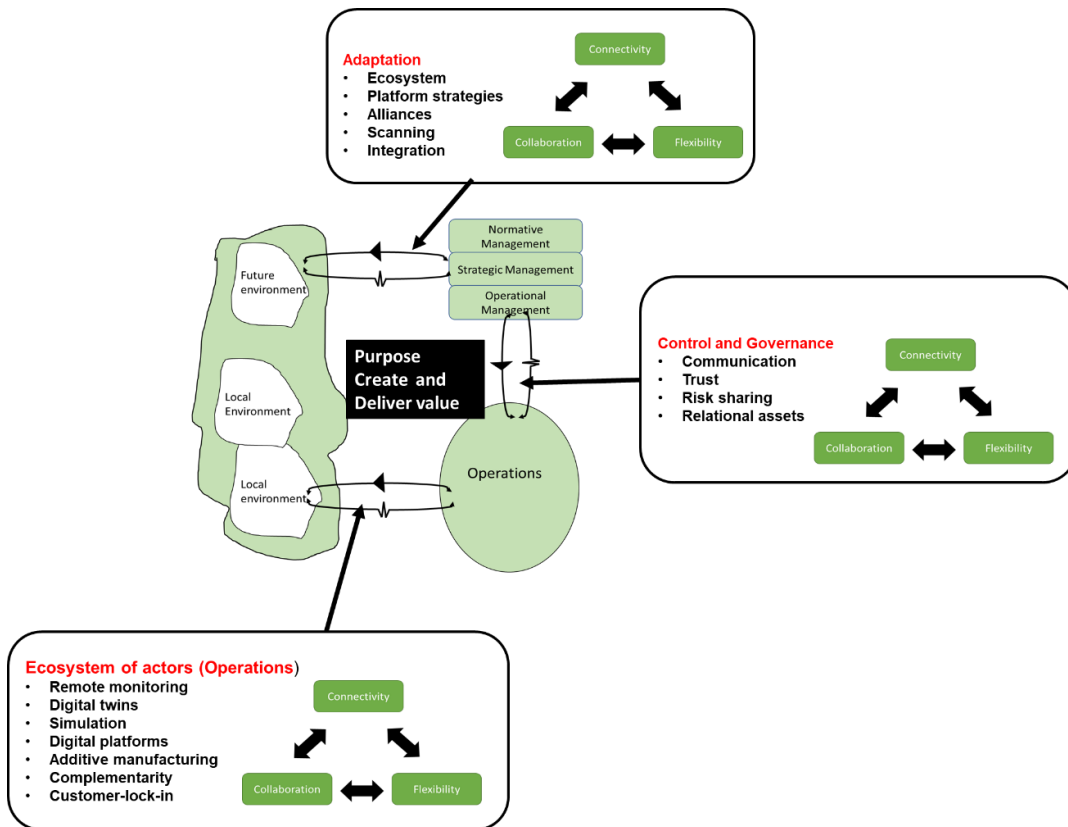 Adaptation
• Ecosystem
• Platform strategies
• Alliances
• Scanning
• Integration
Connectivity
Collaboration
Flexibility
Normative
Management
Strategic Management
Operational
Management
Future
environment
Local
Environment
Local
environment
Purpose
Create and
Deliver value
Operations
Control and Governance
• Communication
• Trust
• Risk sharing
• Relational assets
Connectivity
Collaboration
Flexibility
Ecosystem of actors (Operations)
• Remote monitoring
• Digital twins
• Simulation
• Digital platforms
• Additive manufacturing
• Complementarity
• Customer-lock-in
Connectivity
Collaboration
Flexibility